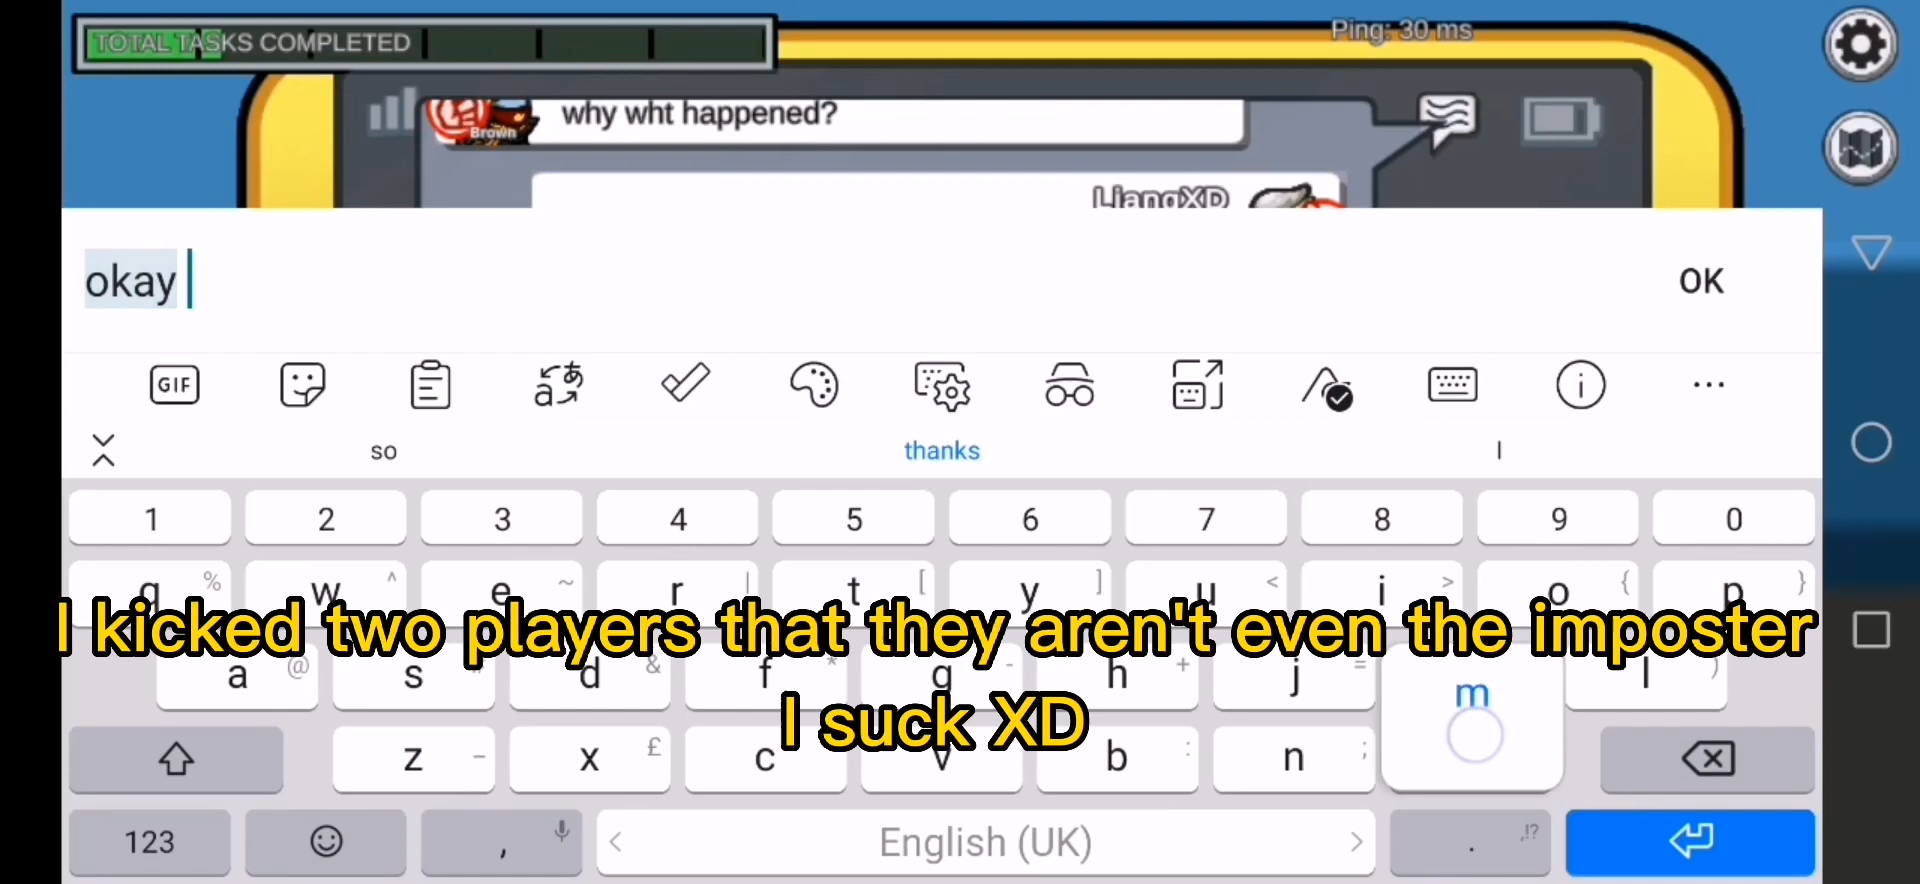 TOTAL TASKS COMPLETED
Ping: 30 ms
Brown
why wht happened?
LiangXD
okay
OK
GIF
so
thanks
I
1 2 3 4 5 6 7 8 9 0
q % w ^ e ~ r | t [ y ] u < i > o { p }
I kicked two players that they aren't even the imposter
a @ s d & f * g - h + j = l )
m
I suck XD
z - x £ c v b : n ;
123 , < English (UK) > . ,!?